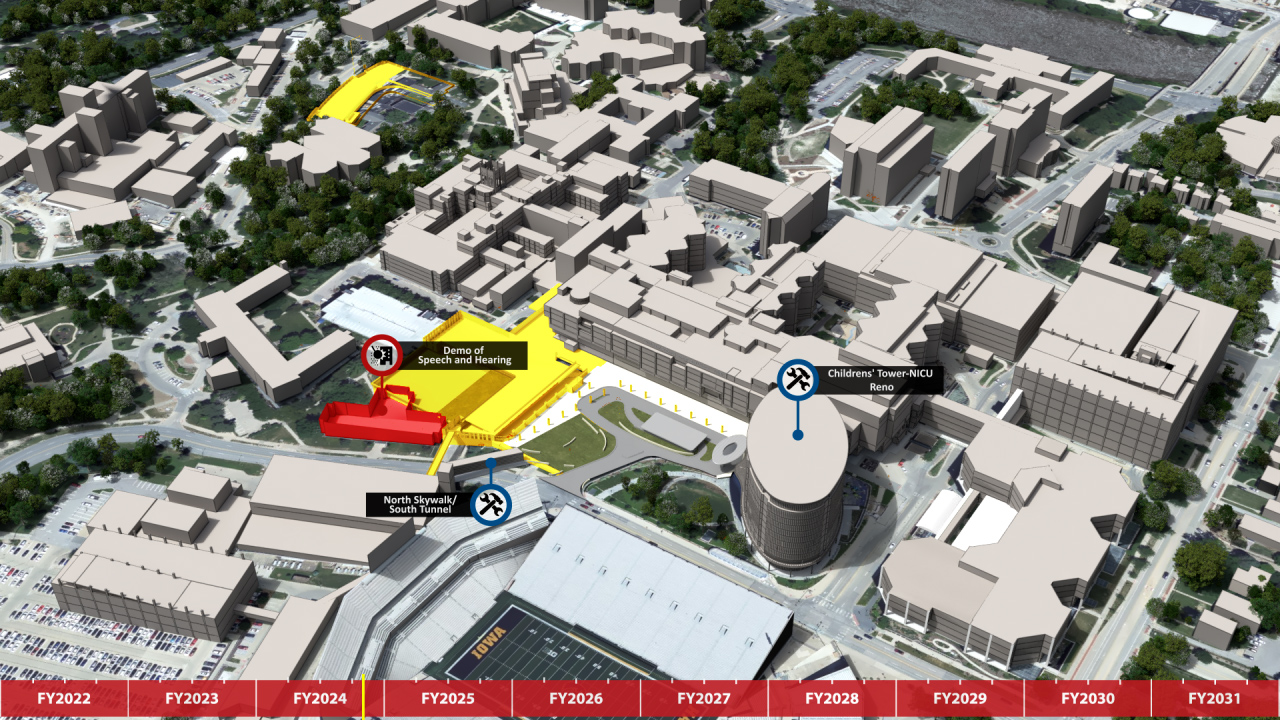 Demo of
Speech and Hearing
Childrens' Tower-NICU
Reno
North Skywalk/
South Tunnel
IOWA
FY2022 FY2023 FY2024 FY2025 FY2026 FY2027 FY2028 FY2029 FY2030 FY2031